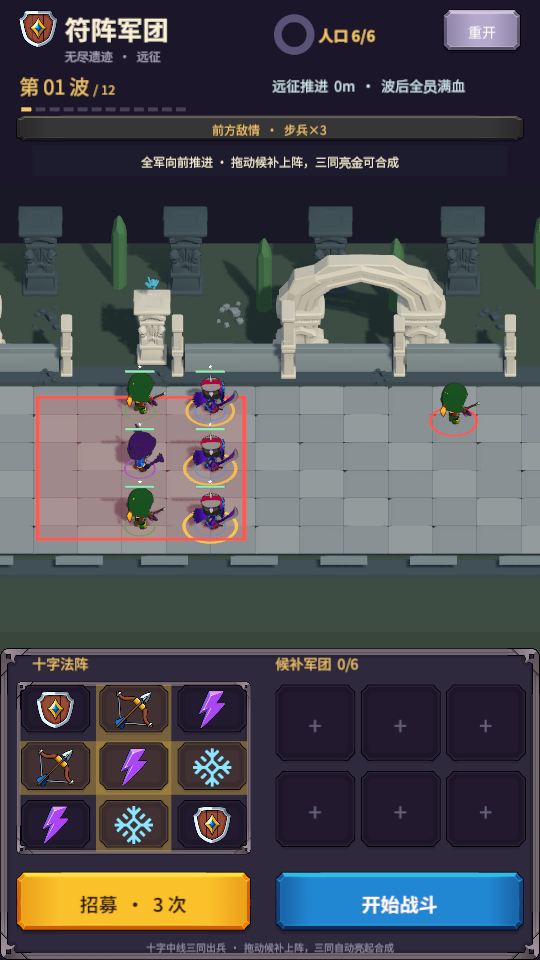 符阵军团
无尽遗迹 · 远征
人口 6/6
重开
第 01 波 / 12
远征推进 0m · 波后全员满血
前方敌情 · 步兵×3
全军向前推进 · 拖动候补上阵，三同亮金可合成
十字法阵
候补军团 0/6
招募 · 3 次
开始战斗
十字中线三同出兵 · 拖动候补上阵，三同自动亮起合成